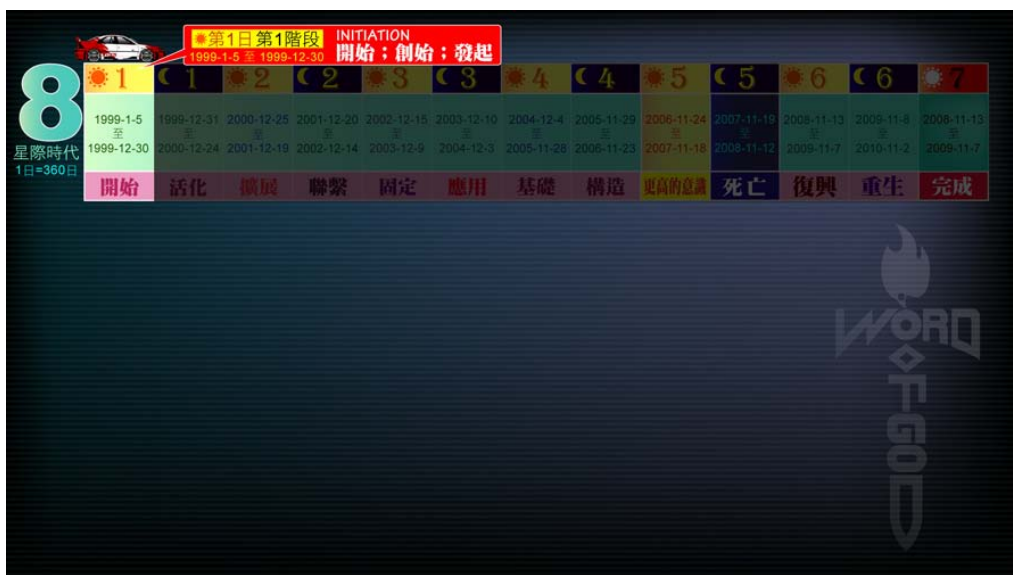 第1日 第1階段 INITIATION
1999-1-5 至 1999-12-30 開始；創始；發起
8
星際時代
1日=360日
1 1 2 2 3 3 4 4 5 5 6 6 7
1999-1-5 1999-12-31 2000-12-25 2001-12-20 2002-12-15 2003-12-10 2004-12-4 2005-11-29 2006-11-24 2007-11-19 2008-11-13 2009-11-8 2008-11-13
至 至 至 至 至 至 至 至 至 至 至 至 至
1999-12-30 2000-12-24 2001-12-19 2002-12-14 2003-12-9 2004-12-3 2005-11-28 2006-11-23 2007-11-18 2008-11-12 2009-11-7 2010-11-2 2009-11-7
開始 活化 擴展 聯繫 固定 應用 基礎 構造 更高的意識 死亡 復興 重生 完成
WORD
OF GOD